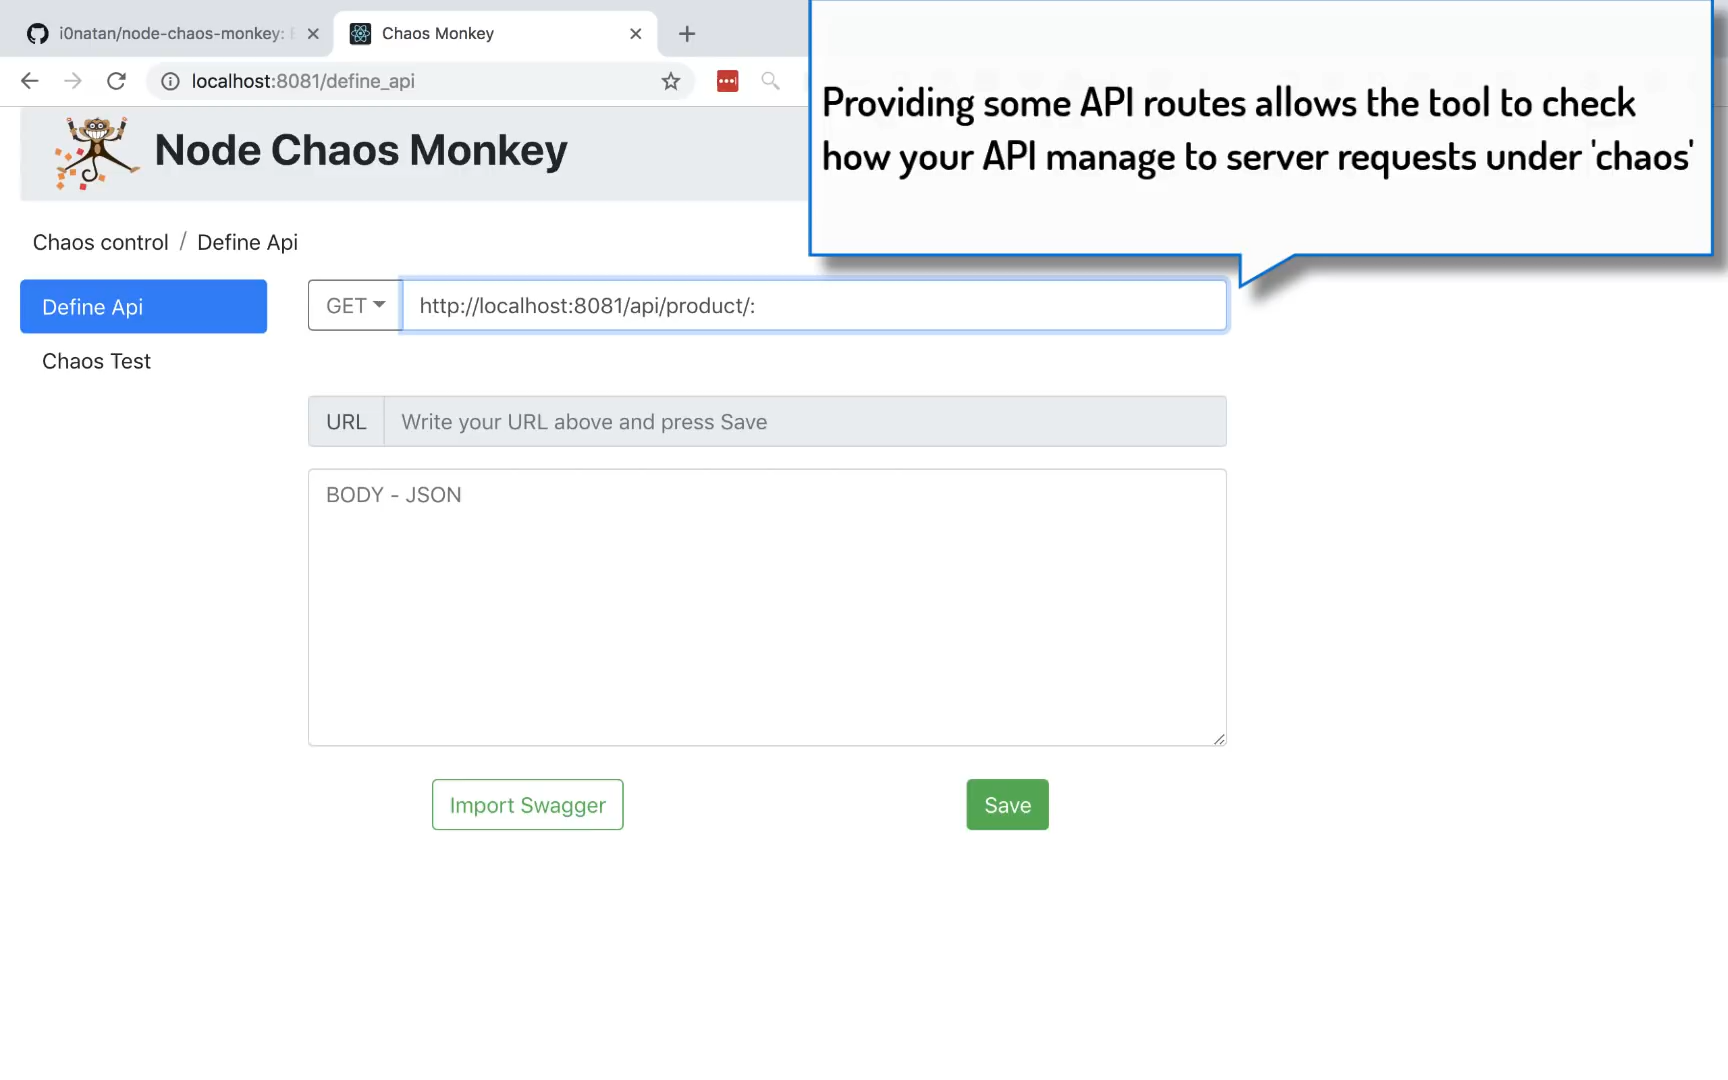 i0natan/node-chaos-monkey:
Chaos Monkey
localhost:8081/define_api
Providing some API routes allows the tool to check
how your API manage to server requests under 'chaos'
Node Chaos Monkey
Chaos control / Define Api
Define Api
GET
http://localhost:8081/api/product/:
Chaos Test
URL
Write your URL above and press Save
BODY - JSON
Import Swagger
Save